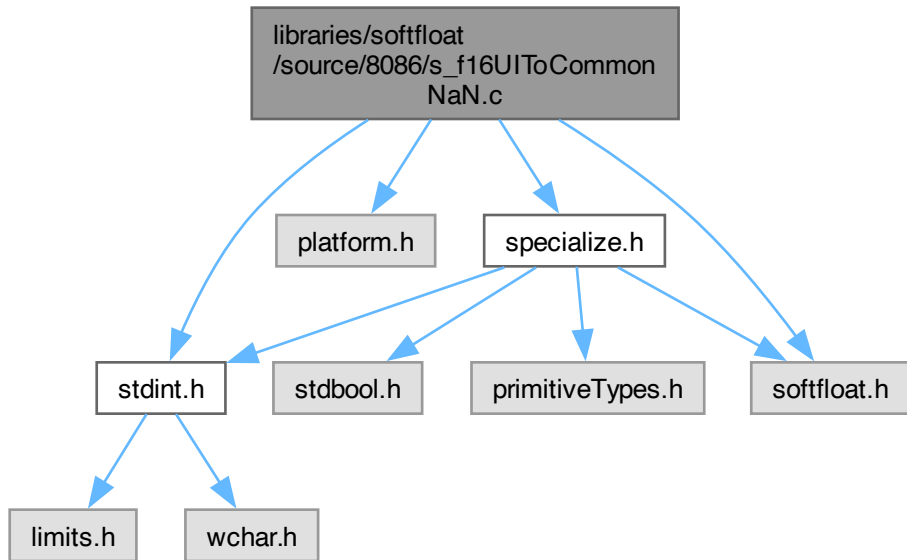 libraries/softfloat
/source/8086/s_f16UIToCommon
NaN.c
platform.h
specialize.h
stdint.h
stdbool.h
primitiveTypes.h
softfloat.h
limits.h
wchar.h